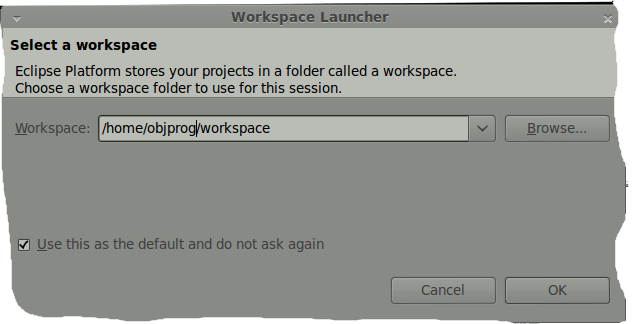 Workspace Launcher
Select a workspace
Eclipse Platform stores your projects in a folder called a workspace.
Choose a workspace folder to use for this session.
Workspace: /home/objprog/workspace Browse...
Use this as the default and do not ask again
Cancel OK